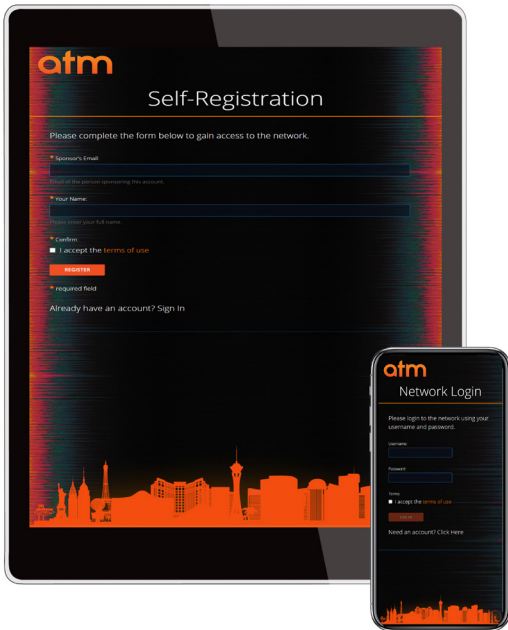 atm
Self-Registration
Please complete the form below to gain access to the network.
* Sponsor's Email:
Email of the person sponsoring this account.
* Your Name:
Please enter your full name.
* Confirm:
I accept the terms of use
REGISTER
* required field
Already have an account? Sign In
atm
Network Login
Please login to the network using your
username and password.
Username
Password
Terms
I accept the terms of use
LOG IN
Need an account? Click Here